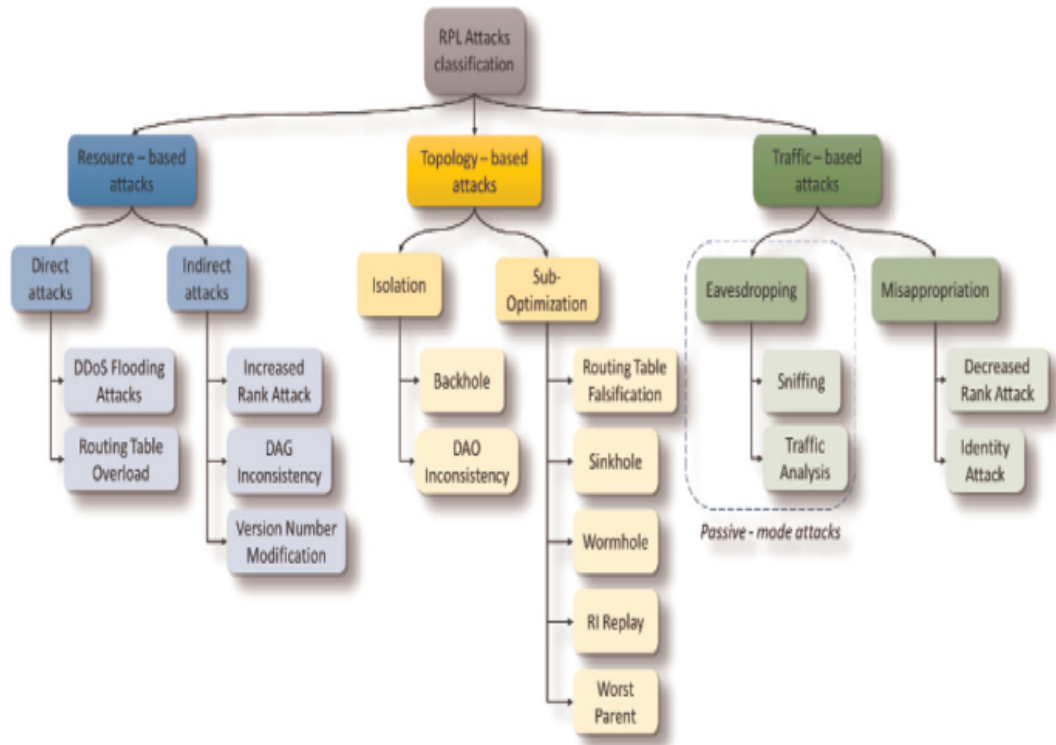 RPL Attacks
classification
Resource – based
attacks
Topology – based
attacks
Traffic – based
attacks
Direct
attacks
Indirect
attacks
Isolation
Sub-
Optimization
Eavesdropping
Misappropriation
DDoS Flooding
Attacks
Routing Table
Overload
Increased
Rank Attack
DAG
Inconsistency
Version Number
Modification
Backhole
DAO
Inconsistency
Routing Table
Falsification
Sinkhole
Wormhole
RI Replay
Worst
Parent
Sniffing
Traffic
Analysis
Passive - mode attacks
Decreased
Rank Attack
Identity
Attack